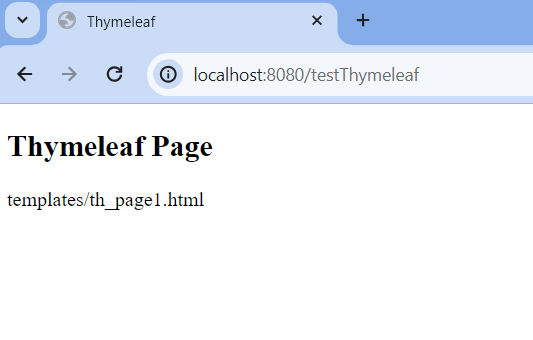 Thymeleaf
localhost:8080/testThymeleaf
Thymeleaf Page
templates/th_page1.html